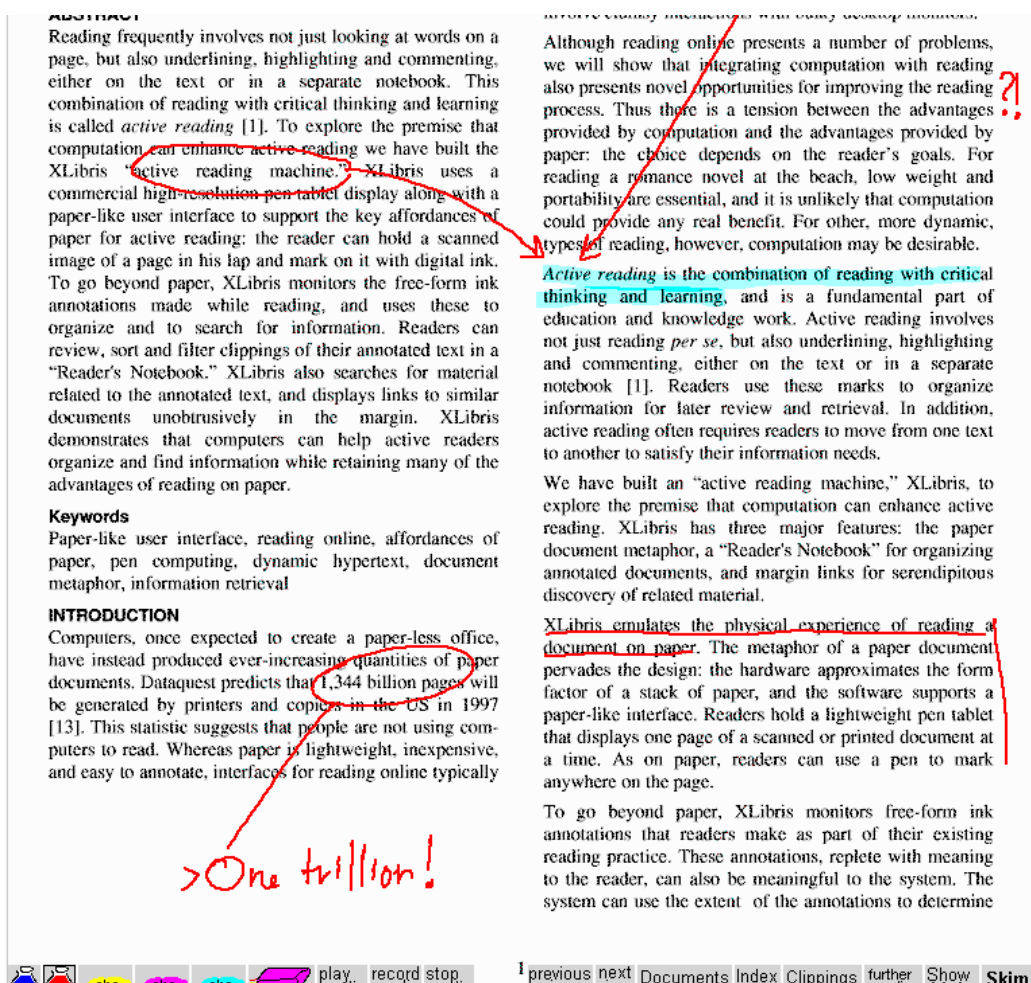 ABSTRACT
Reading frequently involves not just looking at words on a
page, but also underlining, highlighting and commenting,
either on the text or in a separate notebook. This
combination of reading with critical thinking and learning
is called active reading [1]. To explore the premise that
computation can enhance active reading we have built the
XLibris “active reading machine.” XLibris uses a
commercial high-resolution pen tablet display along with a
paper-like user interface to support the key affordances of
paper for active reading: the reader can hold a scanned
image of a page in his lap and mark on it with digital ink.
To go beyond paper, XLibris monitors the free-form ink
annotations made while reading, and uses these to
organize and to search for information. Readers can
review, sort and filter clippings of their annotated text in a
“Reader's Notebook.” XLibris also searches for material
related to the annotated text, and displays links to similar
documents unobtrusively in the margin. XLibris
demonstrates that computers can help active readers
organize and find information while retaining many of the
advantages of reading on paper.
Keywords
Paper-like user interface, reading online, affordances of
paper, pen computing, dynamic hypertext, document
metaphor, information retrieval
INTRODUCTION
Computers, once expected to create a paper-less office,
have instead produced ever-increasing quantities of paper
documents. Dataquest predicts that 1,344 billion pages will
be generated by printers and copiers in the US in 1997
[13]. This statistic suggests that people are not using com-
puters to read. Whereas paper is lightweight, inexpensive,
and easy to annotate, interfaces for reading online typically
>One trillion!
involve clumsy interactions with bulky desktop monitors.
Although reading online presents a number of problems,
we will show that integrating computation with reading
also presents novel opportunities for improving the reading
?!
process. Thus there is a tension between the advantages
provided by computation and the advantages provided by
paper: the choice depends on the reader's goals. For
reading a romance novel at the beach, low weight and
portability are essential, and it is unlikely that computation
could provide any real benefit. For other, more dynamic,
types of reading, however, computation may be desirable.
Active reading is the combination of reading with critical
thinking and learning, and is a fundamental part of
education and knowledge work. Active reading involves
not just reading per se, but also underlining, highlighting
and commenting, either on the text or in a separate
notebook [1]. Readers use these marks to organize
information for later review and retrieval. In addition,
active reading often requires readers to move from one text
to another to satisfy their information needs.
We have built an “active reading machine,” XLibris, to
explore the premise that computation can enhance active
reading. XLibris has three major features: the paper
document metaphor, a “Reader's Notebook” for organizing
annotated documents, and margin links for serendipitous
discovery of related material.
XLibris emulates the physical experience of reading a
document on paper. The metaphor of a paper document
pervades the design: the hardware approximates the form
factor of a stack of paper, and the software supports a
paper-like interface. Readers hold a lightweight pen tablet
that displays one page of a scanned or printed document at
a time. As on paper, readers can use a pen to mark
anywhere on the page.
To go beyond paper, XLibris monitors free-form ink
annotations that readers make as part of their existing
reading practice. These annotations, replete with meaning
to the reader, can also be meaningful to the system. The
system can use the extent of the annotations to determine
play.. record stop.. 1 previous next Documents Index Clippings further Show Skim